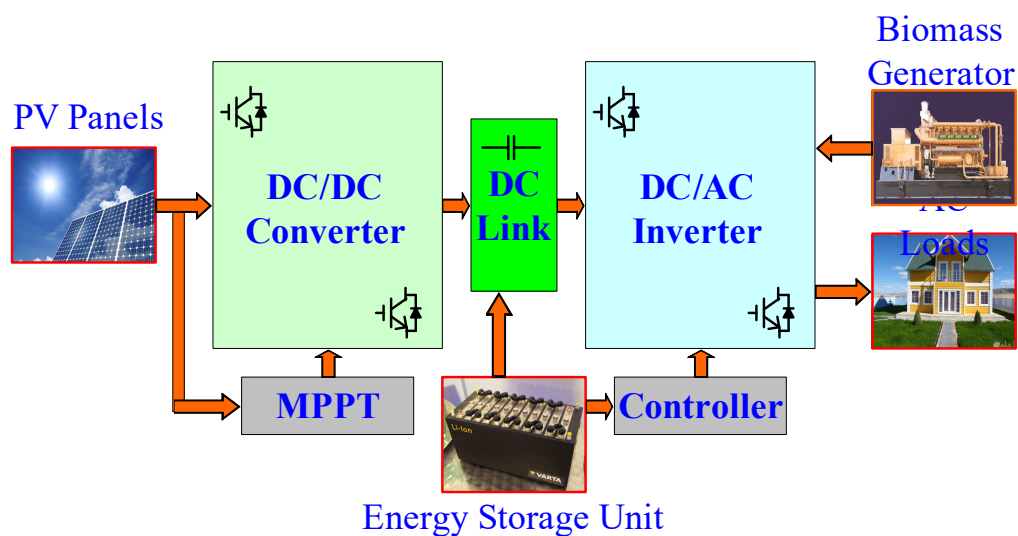 Biomass
Generator
PV Panels
DC/DC
Converter
DC
Link
DC/AC
Inverter
AC
Loads
MPPT
Li-Ion
VARTA
Controller
Energy Storage Unit